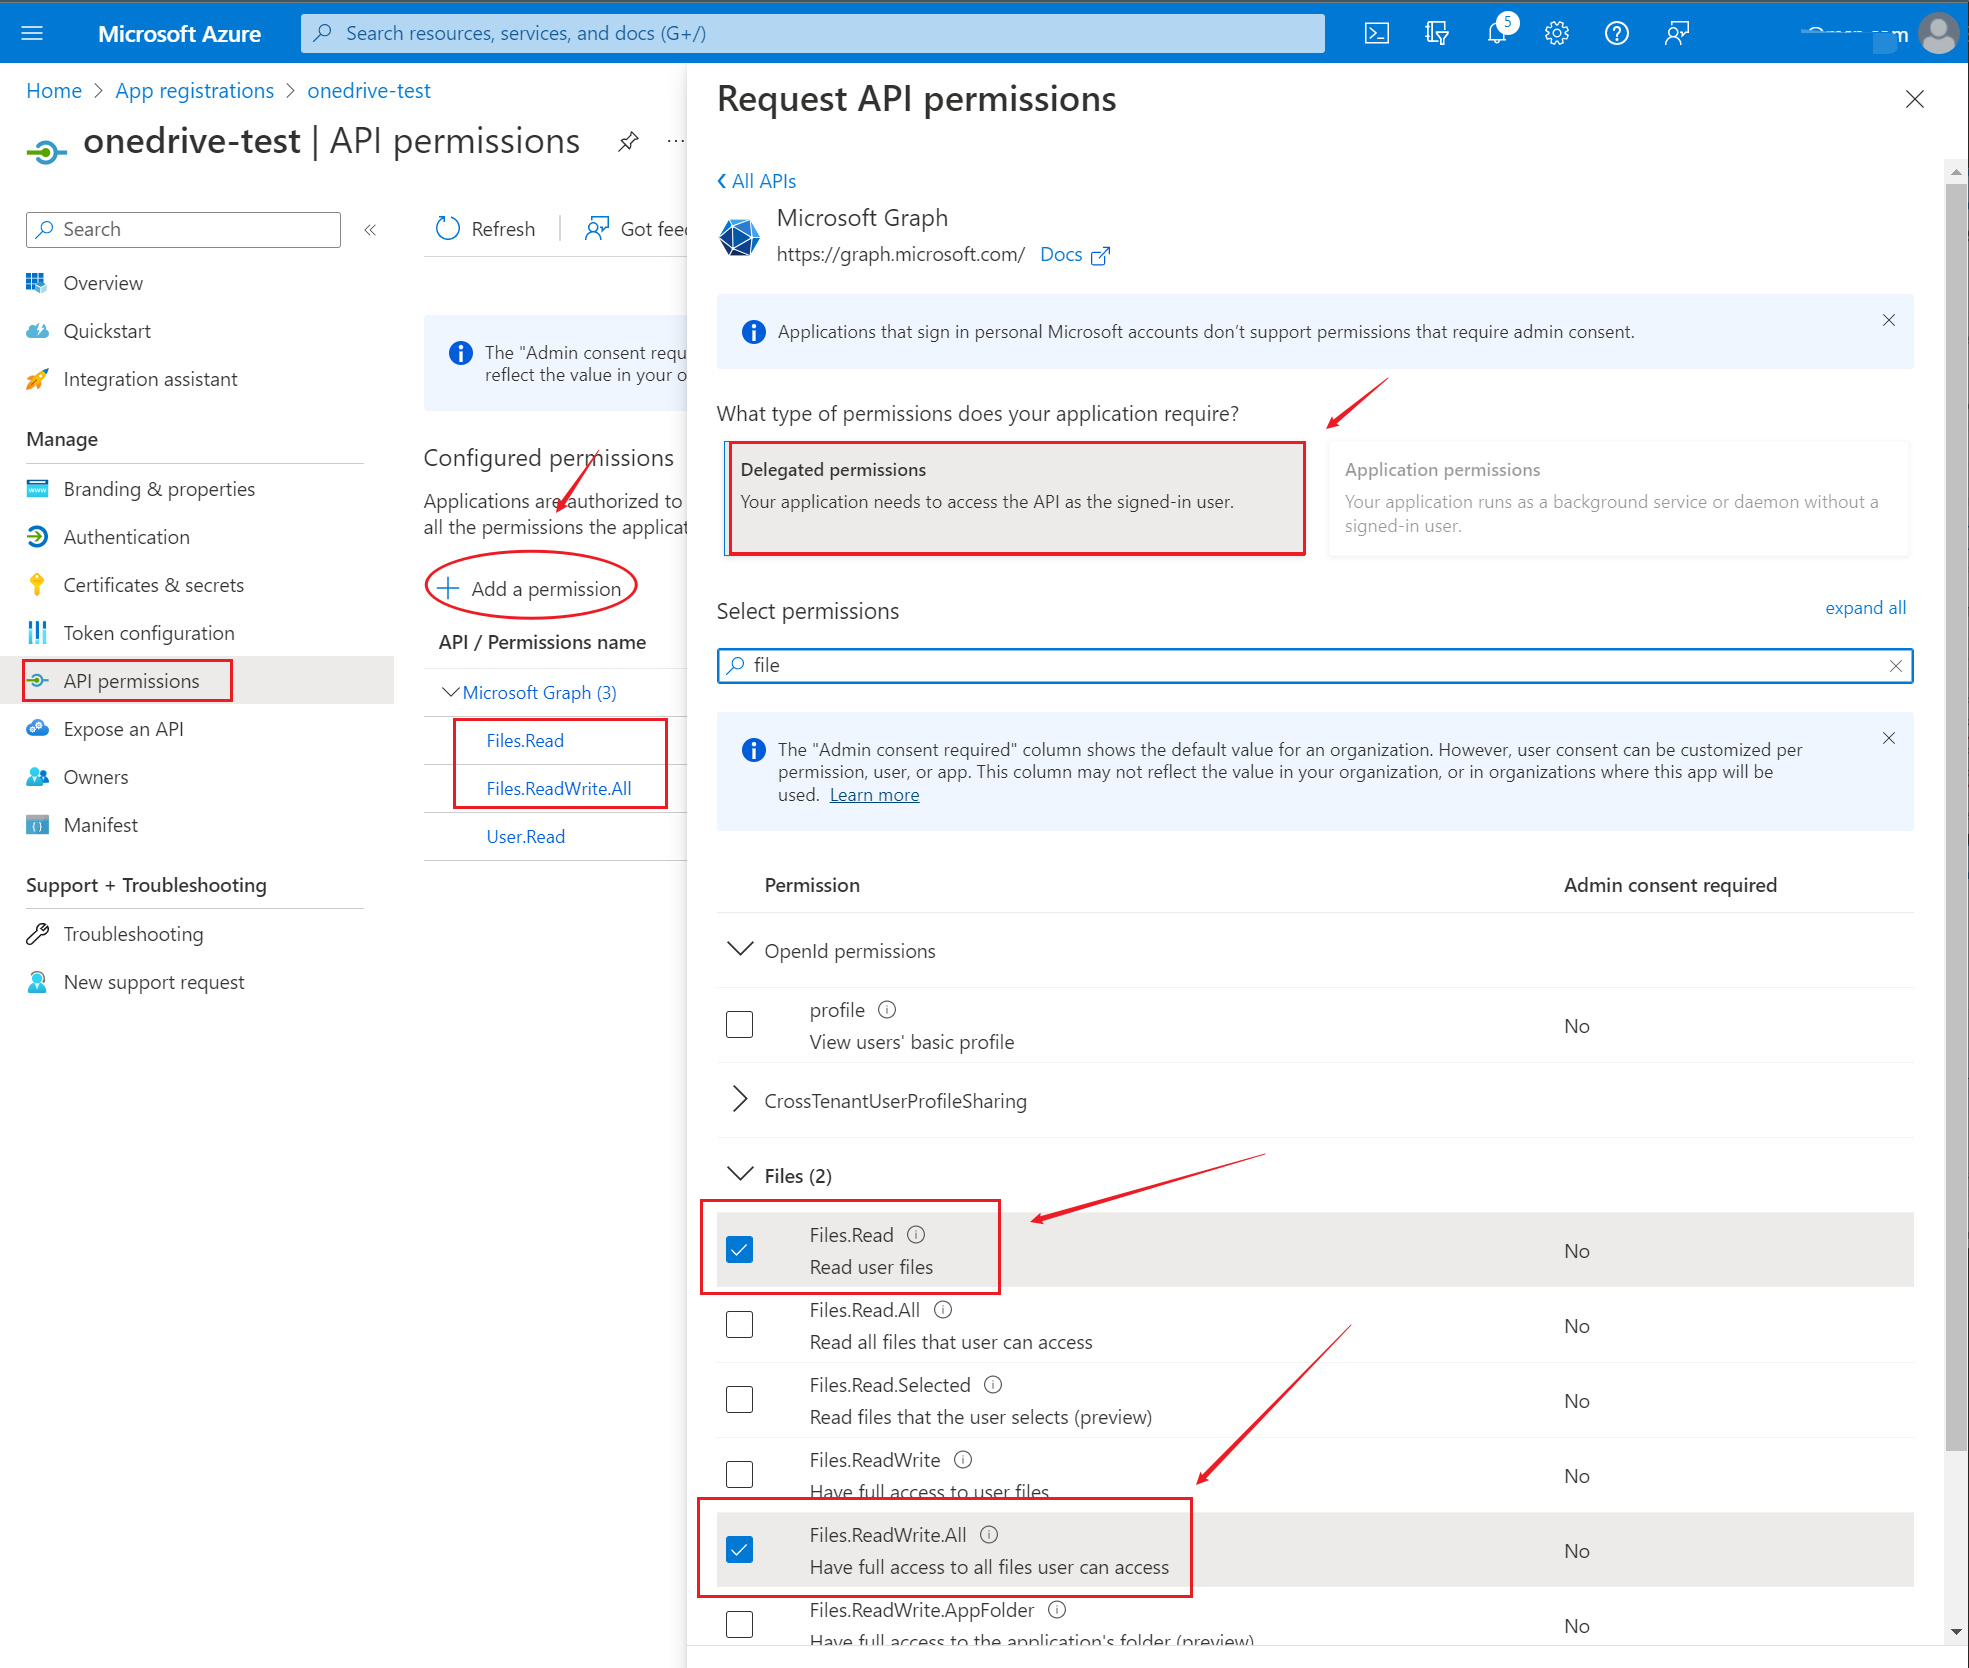 Microsoft Azure
Search resources, services, and docs (G+/)
5
Home > App registrations > onedrive-test
onedrive-test | API permissions
Search
Overview
Quickstart
Integration assistant
Manage
Branding & properties
Authentication
Certificates & secrets
Token configuration
API permissions
Expose an API
Owners
Manifest
Support + Troubleshooting
Troubleshooting
New support request
Refresh
Got fee
The "Admin consent requ
reflect the value in your o
Configured permissions
Applications are authorized to
all the permissions the applicat
Add a permission
API / Permissions name
Microsoft Graph (3)
Files.Read
Files.ReadWrite.All
User.Read
Request API permissions
All APIs
Microsoft Graph
https://graph.microsoft.com/ Docs
Applications that sign in personal Microsoft accounts don’t support permissions that require admin consent.
What type of permissions does your application require?
Delegated permissions
Your application needs to access the API as the signed-in user.
Application permissions
Your application runs as a background service or daemon without a
signed-in user.
Select permissions
expand all
file
The "Admin consent required" column shows the default value for an organization. However, user consent can be customized per
permission, user, or app. This column may not reflect the value in your organization, or in organizations where this app will be
used. Learn more
Permission Admin consent required
OpenId permissions
profile
View users' basic profile
No
CrossTenantUserProfileSharing
Files (2)
Files.Read
Read user files
No
Files.Read.All
Read all files that user can access
No
Files.Read.Selected
Read files that the user selects (preview)
No
Files.ReadWrite
Have full access to user files
No
Files.ReadWrite.All
Have full access to all files user can access
No
Files.ReadWrite.AppFolder
Have full access to the application's folder (preview)
No